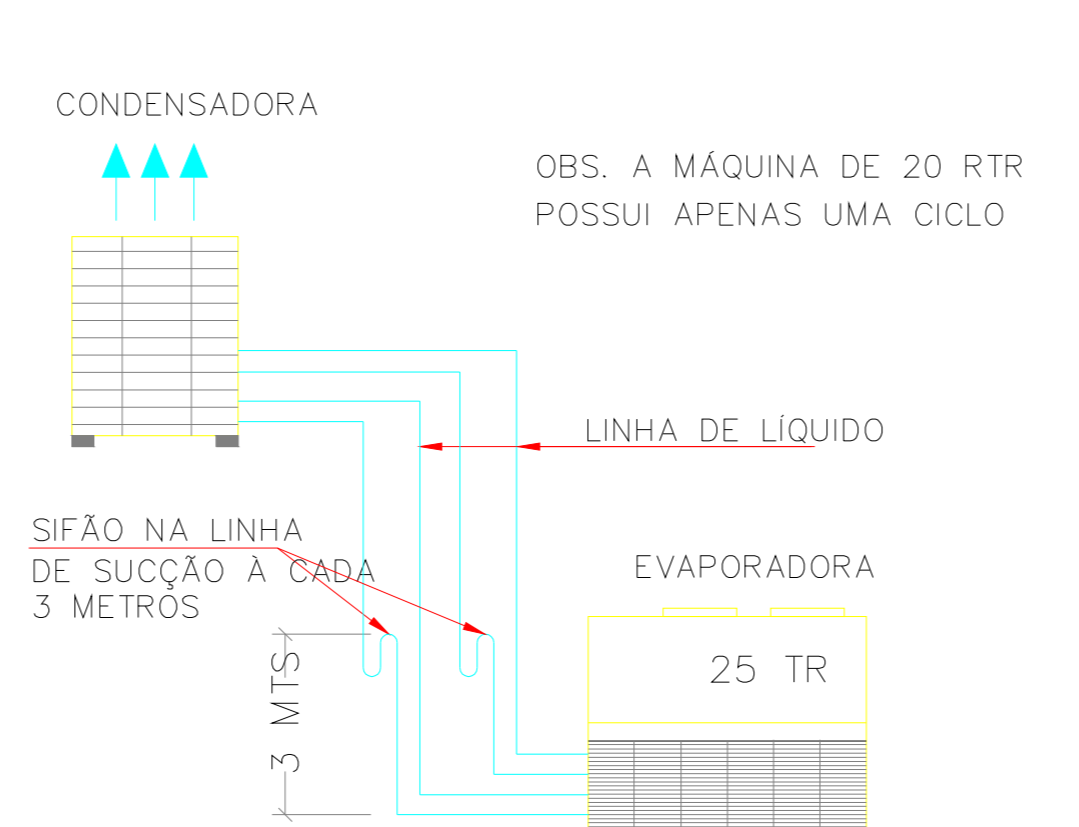 CONDENSADORA
OBS. A MÁQUINA DE 20 RTR
POSSUI APENAS UMA CICLO
LINHA DE LÍQUIDO
SIFÃO NA LINHA
DE SUCÇÃO À CADA
3 METROS
EVAPORADORA
25 TR
3 MTS